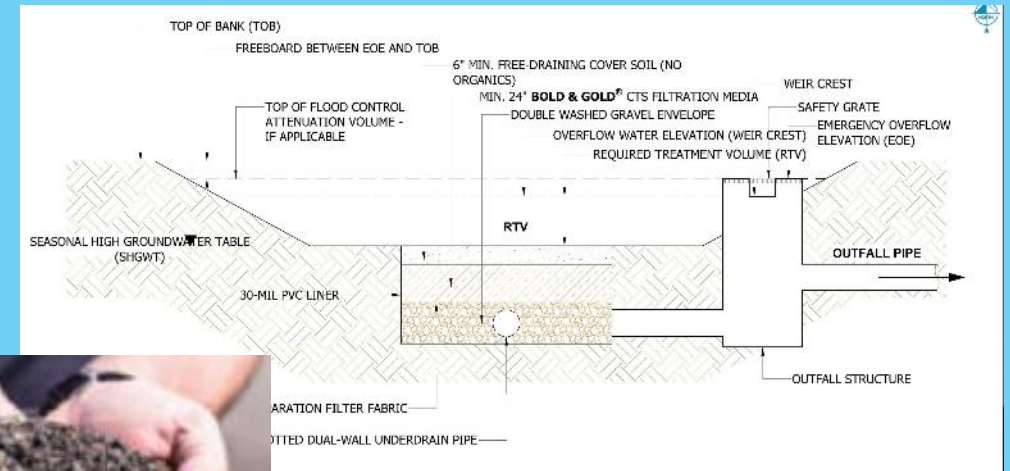 TOP OF BANK (TOB)
FREEBOARD BETWEEN EOE AND TOB
6" MIN. FREE-DRAINING COVER SOIL (NO
ORGANICS)
MIN. 24" BOLD & GOLD® CTS FILTRATION MEDIA
DOUBLE WASHED GRAVEL ENVELOPE
OVERFLOW WATER ELEVATION (WEIR CREST)
REQUIRED TREATMENT VOLUME (RTV)
WEIR CREST
SAFETY GRATE
EMERGENCY OVERFLOW
ELEVATION (EOE)
TOP OF FLOOD CONTROL
ATTENUATION VOLUME -
IF APPLICABLE
RTV
SEASONAL HIGH GROUNDWATER TABLE
(SHGWT)
OUTFALL PIPE
30-MIL PVC LINER
OUTFALL STRUCTURE
ARATION FILTER FABRIC
OTTED DUAL-WALL UNDERDRAIN PIPE